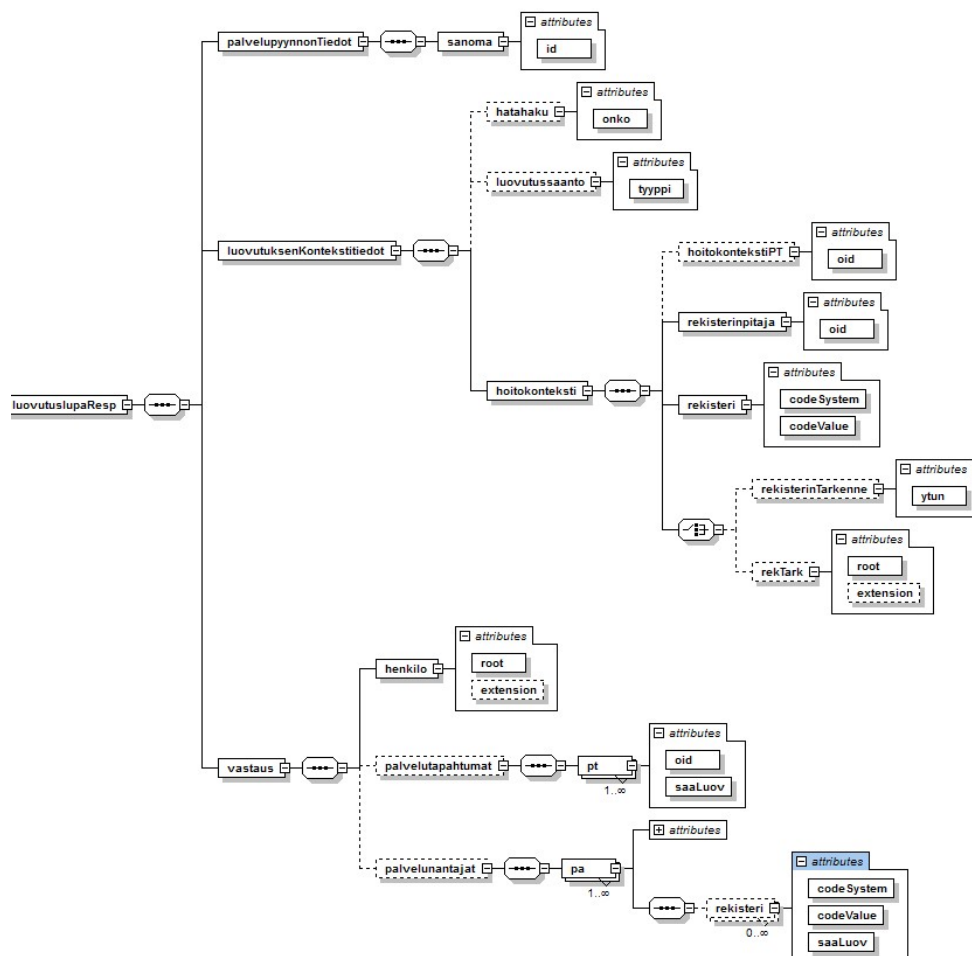 attributes
palvelupyynnonTiedot
sanoma
id
attributes
hatahaku
onko
attributes
luovutussaanto
tyyppi
attributes
luovutuksenKontekstitiedot
hoitokontekstiPT
oid
attributes
rekisterinpitaja
oid
attributes
hoitokonteksti
luovutuslupaResp
rekisteri
codeSystem
codeValue
attributes
rekisterinTarkenne
ytun
attributes
root
rekTark
extension
attributes
henkilo
root
extension
attributes
vastaus
palvelutapahtumat
pt
oid
saaLuov
1..∞
attributes
palvelunantajat
pa
1..∞
attributes
codeSystem
rekisteri
codeValue
0..∞
saaLuov